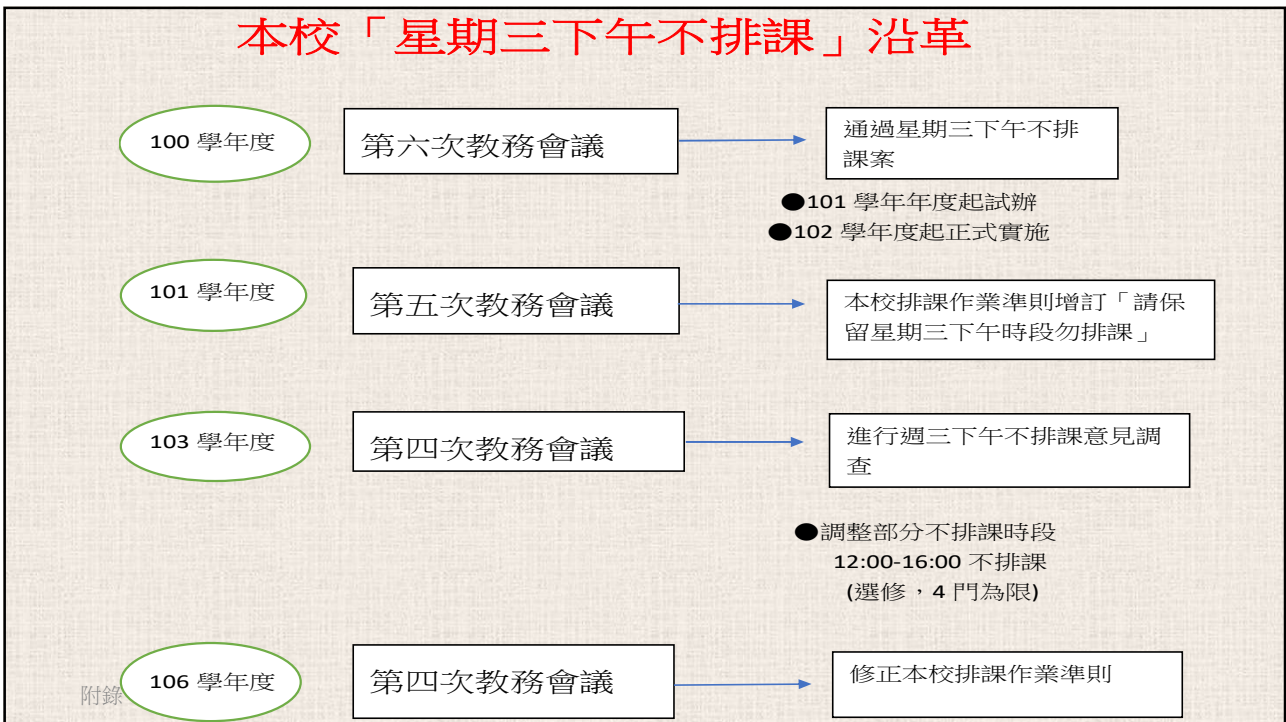 本校「星期三下午不排課」沿革
100 學年度
第六次教務會議
通過星期三下午不排
課案
●101 學年年度起試辦
●102 學年度起正式實施
101 學年度
第五次教務會議
本校排課作業準則增訂「請保
留星期三下午時段勿排課」
103 學年度
第四次教務會議
進行週三下午不排課意見調
查
●調整部分不排課時段
12:00-16:00 不排課
(選修，4 門為限)
附錄
106 學年度
第四次教務會議
修正本校排課作業準則